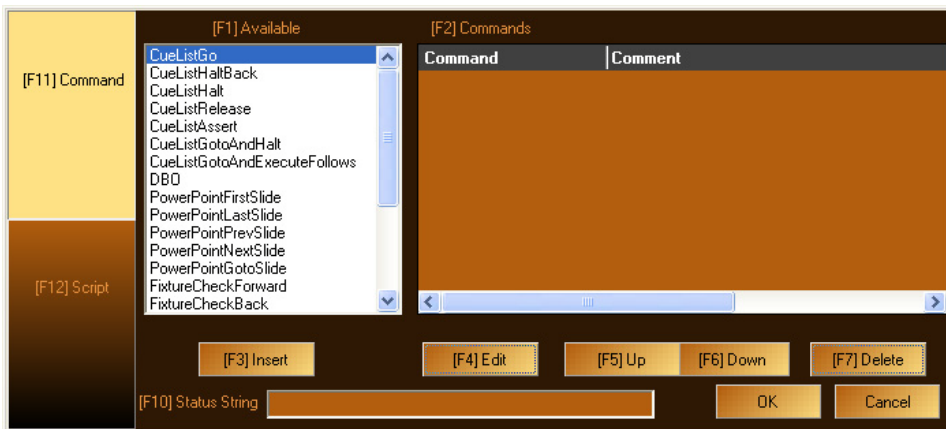 [F1] Available
[F2] Commands
[F11] Command
CueListGo
CueListHaltBack
CueListHalt
CueListRelease
CueListAssert
CueListGotoAndHalt
CueListGotoAndExecuteFollows
DBO
PowerPointFirstSlide
PowerPointLastSlide
PowerPointPrevSlide
PowerPointNextSlide
PowerPointGotoSlide
FixtureCheckForward
FixtureCheckBack
Command Comment
[F12] Script
[F3] Insert
[F4] Edit
[F5] Up
[F6] Down
[F7] Delete
[F10] Status String
OK
Cancel